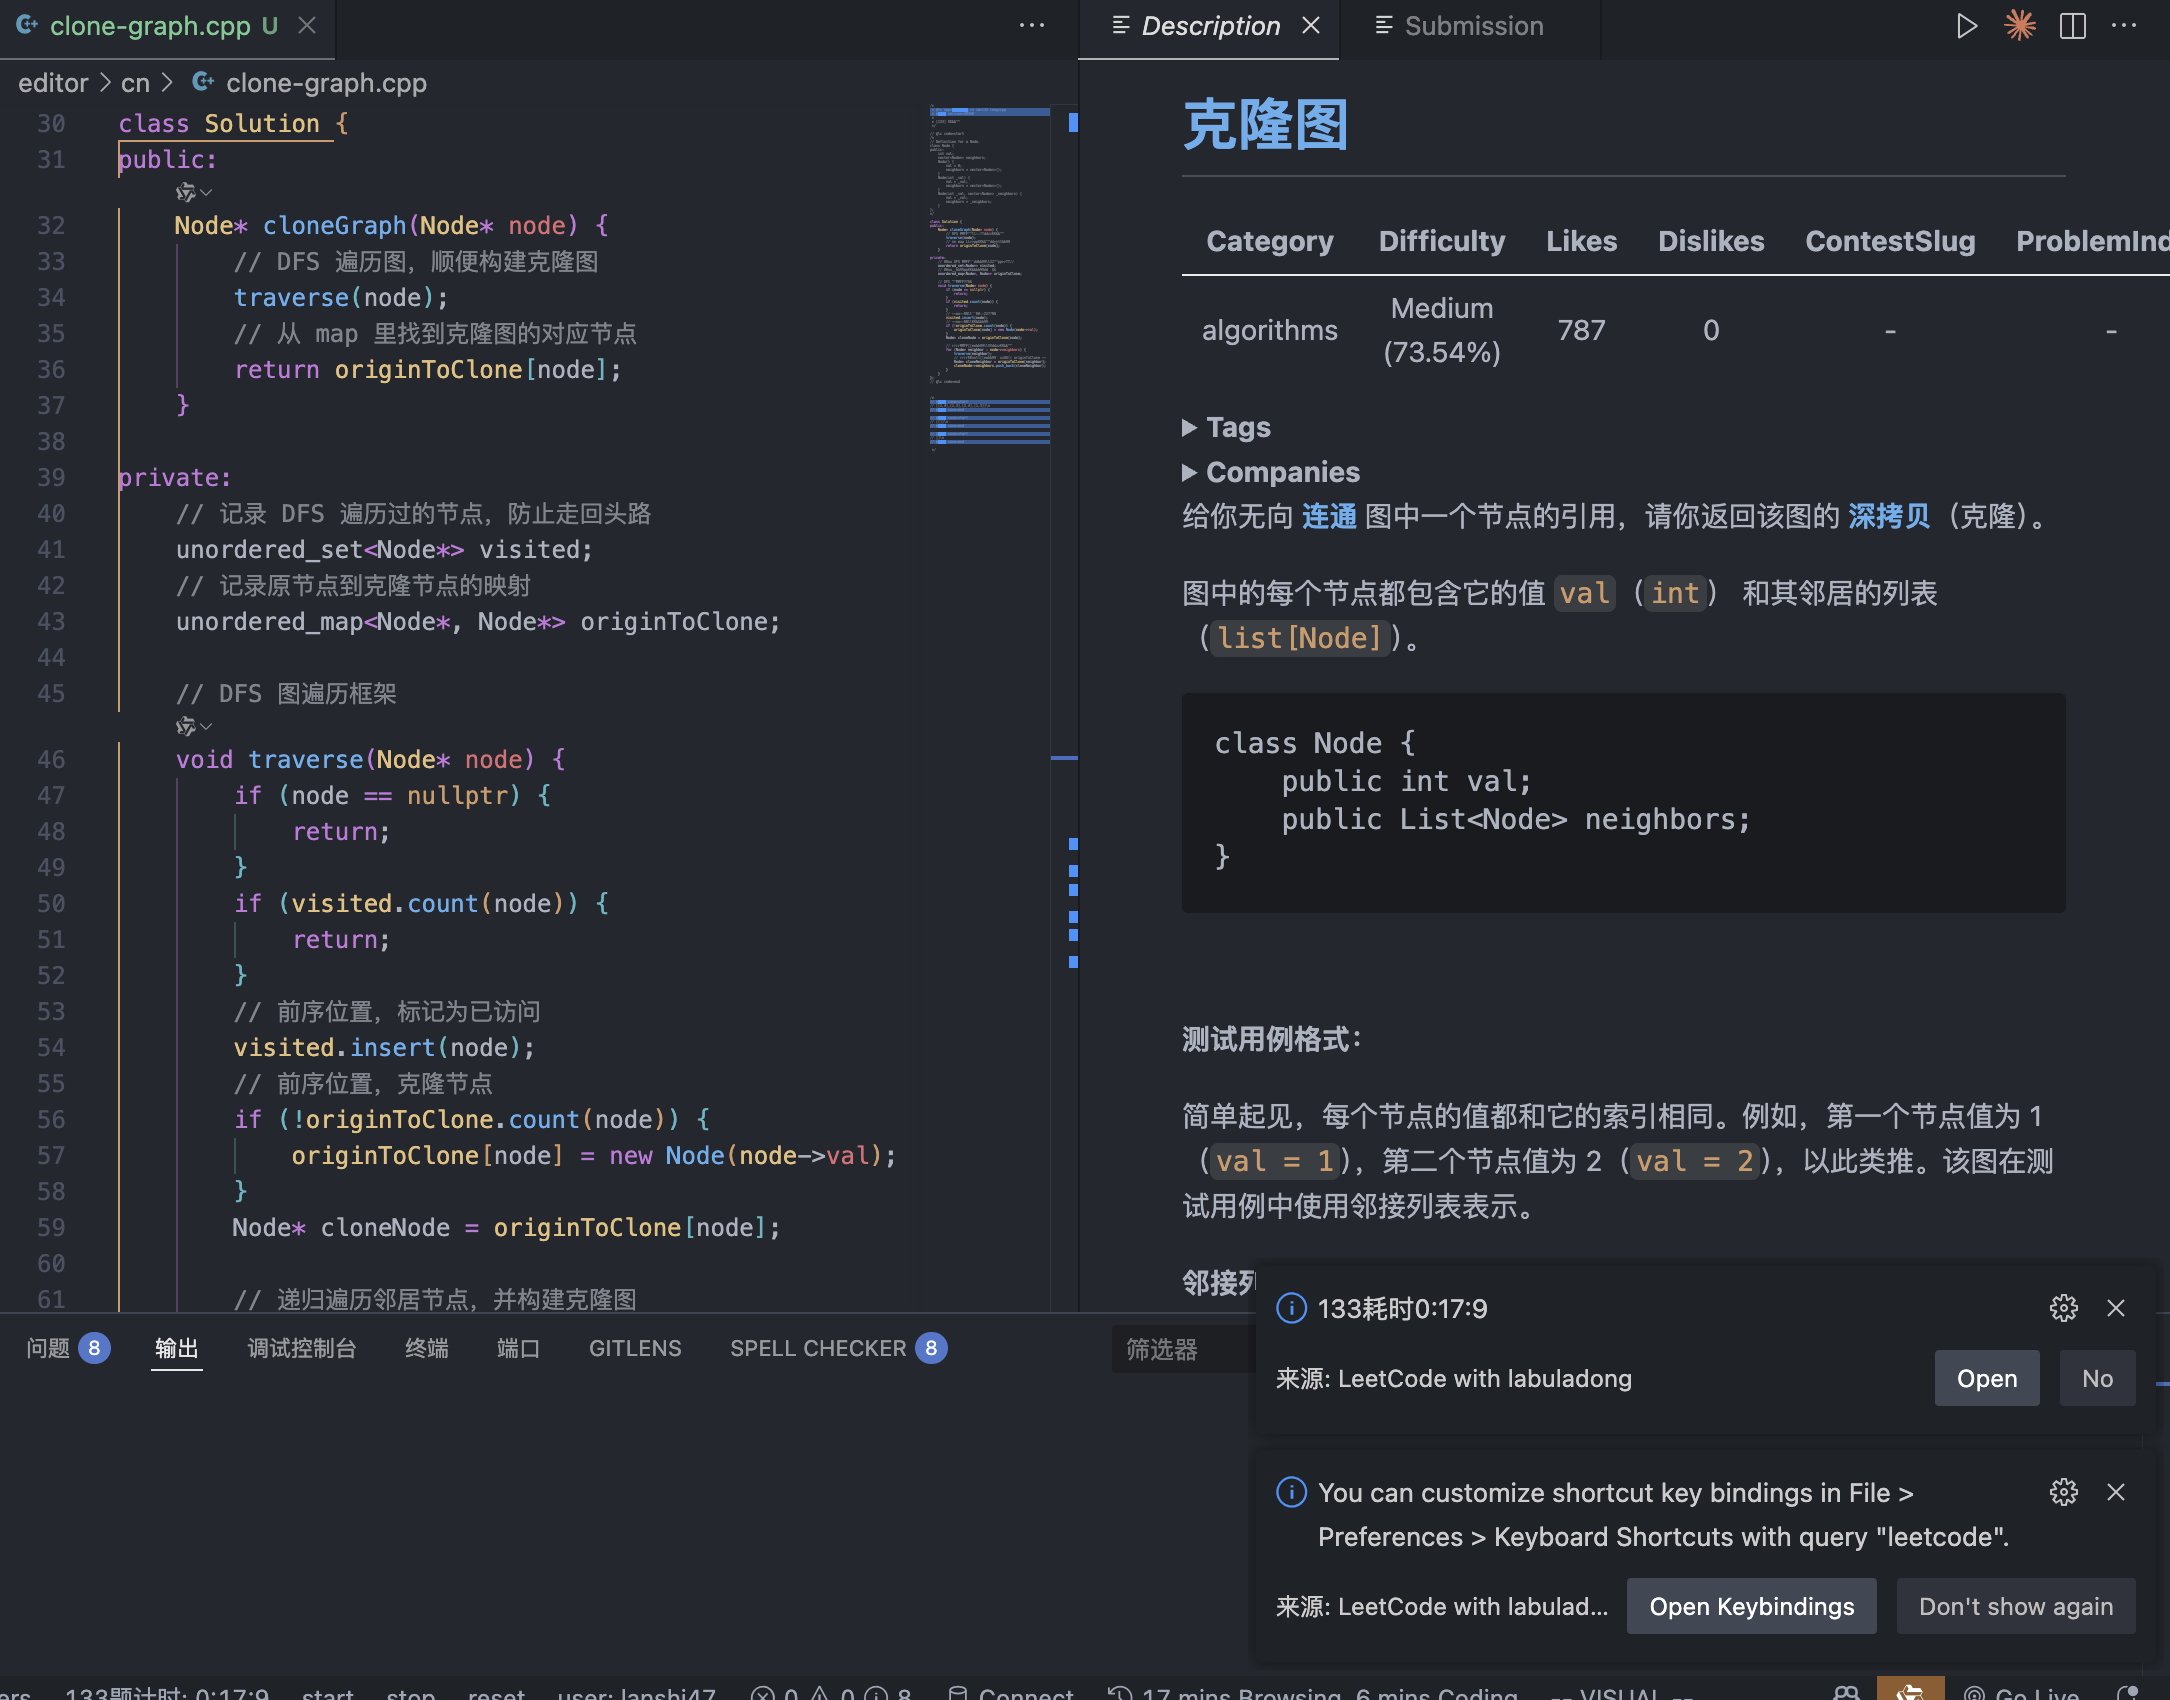 clone-graph.cpp U
Description
Submission
editor > cn > clone-graph.cpp
30 class Solution {
31 public:
32 Node* cloneGraph(Node* node) {
33 // DFS 遍历图，顺便构建克隆图
34 traverse(node);
35 // 从 map 里找到克隆图的对应节点
36 return originToClone[node];
37 }
38
39 private:
40 // 记录 DFS 遍历过的节点，防止走回头路
41 unordered_set<Node*> visited;
42 // 记录原节点到克隆节点的映射
43 unordered_map<Node*, Node*> originToClone;
44
45 // DFS 图遍历框架
46 void traverse(Node* node) {
47 if (node == nullptr) {
48 return;
49 }
50 if (visited.count(node)) {
51 return;
52 }
53 // 前序位置，标记为已访问
54 visited.insert(node);
55 // 前序位置，克隆节点
56 if (!originToClone.count(node)) {
57 originToClone[node] = new Node(node->val);
58 }
59 Node* cloneNode = originToClone[node];
60
61 // 递归遍历邻居节点，并构建克隆图
克隆图
Category Difficulty Likes Dislikes ContestSlug ProblemInd
algorithms Medium (73.54%) 787 0 - -
Tags
Companies
给你无向 连通 图中一个节点的引用，请你返回该图的 深拷贝（克隆）。
图中的每个节点都包含它的值 val（int） 和其邻居的列表
（list[Node]）。
class Node {
public int val;
public List<Node> neighbors;
}
测试用例格式：
简单起见，每个节点的值都和它的索引相同。例如，第一个节点值为 1
（val = 1），第二个节点值为 2（val = 2），以此类推。该图在测
试用例中使用邻接列表表示。
邻接列
问题 8 输出 调试控制台 终端 端口 GITLENS SPELL CHECKER 8
筛选器
133耗时0:17:9
来源: LeetCode with labuladong
Open No
You can customize shortcut key bindings in File >
Preferences > Keyboard Shortcuts with query "leetcode".
来源: LeetCode with labulad...
Open Keybindings Don't show again
ers 133题计时: 0:17:9 start stop reset user: lanshi47 0 0 8 Connect 17 mins Browsing, 6 mins Coding -- VISUAL -- Go Live